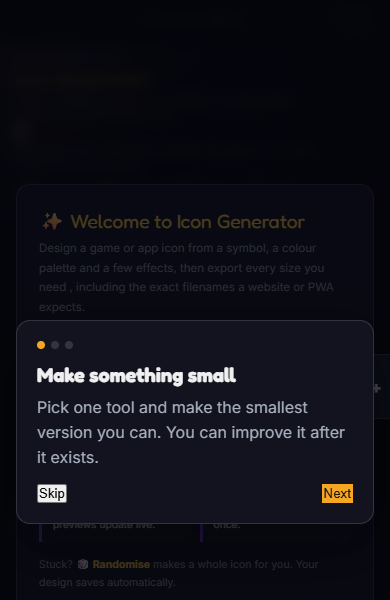 ✨ Welcome to Icon Generator
Design a game or app icon from a symbol, a colour
palette and a few effects, then export every size you
need , including the exact filenames a website or PWA
expects.
Make something small
Pick one tool and make the smallest
version you can. You can improve it after
it exists.
Skip
Next
previews update live.
once.
Stuck? 🎲 Randomise makes a whole icon for you. Your
design saves automatically.